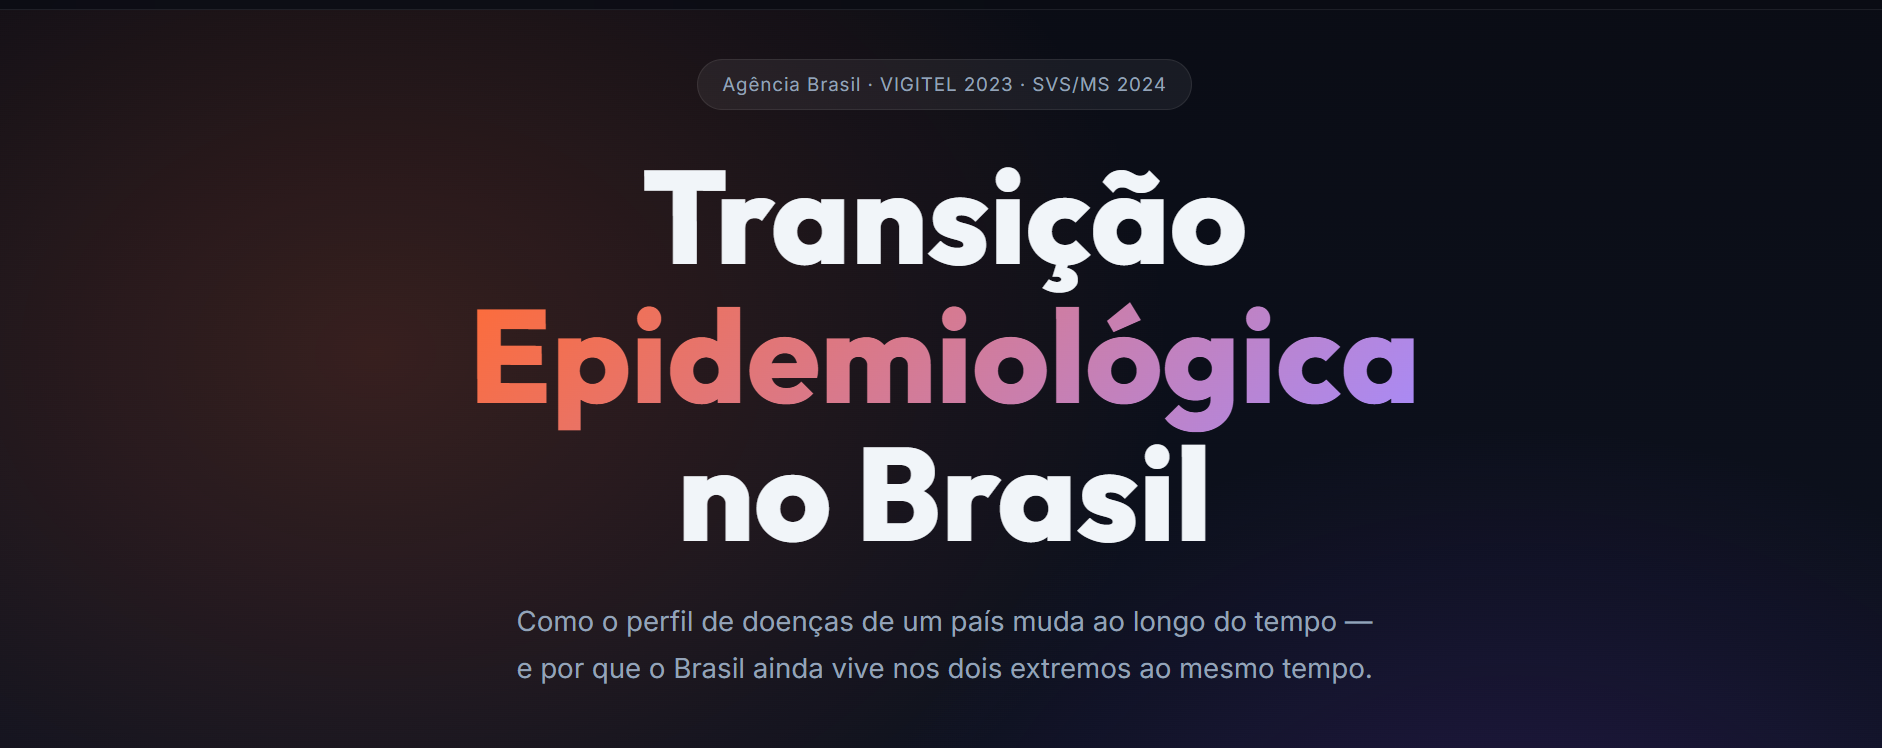 Agência Brasil · VIGITEL 2023 · SVS/MS 2024
Transição
Epidemiológica
no Brasil
Como o perfil de doenças de um país muda ao longo do tempo —
e por que o Brasil ainda vive nos dois extremos ao mesmo tempo.